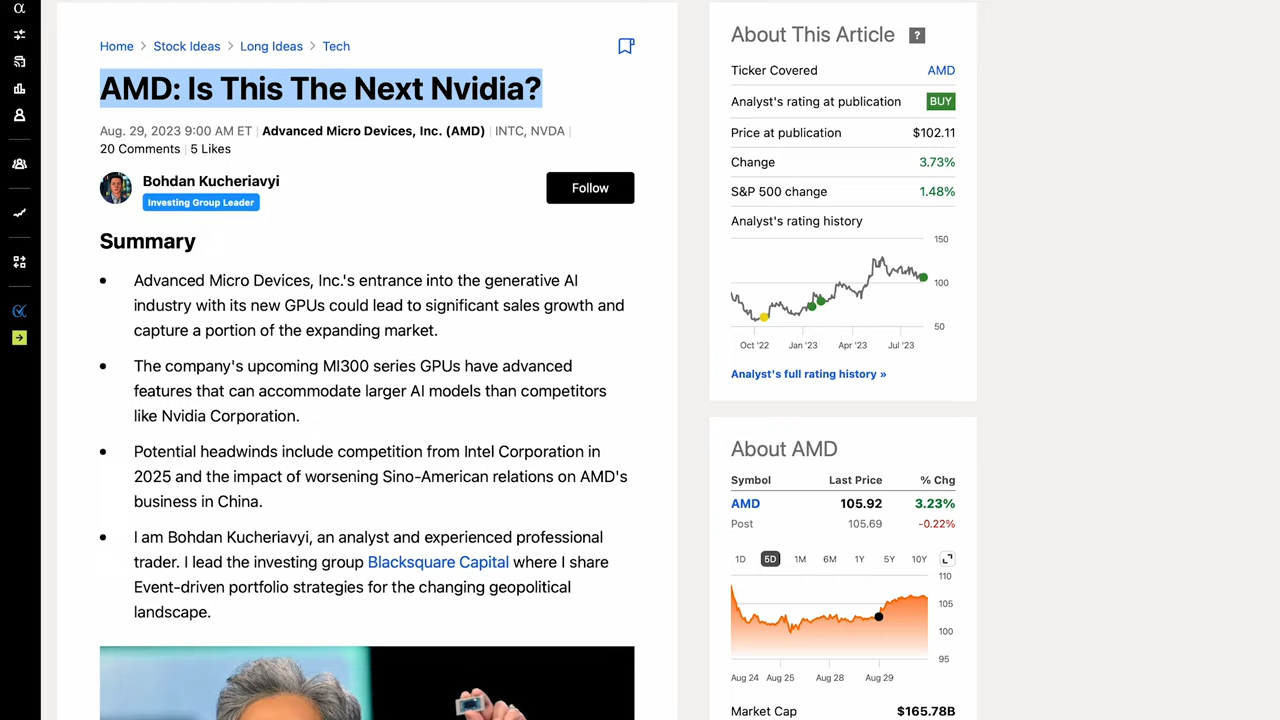 Home > Stock Ideas > Long Ideas > Tech
AMD: Is This The Next Nvidia?
Aug. 29, 2023 9:00 AM ET | Advanced Micro Devices, Inc. (AMD) | INTC, NVDA |
20 Comments | 5 Likes
Bohdan Kucheriavyi
Investing Group Leader
Follow
Summary
• Advanced Micro Devices, Inc.'s entrance into the generative AI
industry with its new GPUs could lead to significant sales growth and
capture a portion of the expanding market.
• The company's upcoming MI300 series GPUs have advanced
features that can accommodate larger AI models than competitors
like Nvidia Corporation.
• Potential headwinds include competition from Intel Corporation in
2025 and the impact of worsening Sino-American relations on AMD's
business in China.
• I am Bohdan Kucheriavyi, an analyst and experienced professional
trader. I lead the investing group Blacksquare Capital where I share
Event-driven portfolio strategies for the changing geopolitical
landscape.
About This Article ?
Ticker Covered AMD
Analyst's rating at publication BUY
Price at publication $102.11
Change 3.73%
S&P 500 change 1.48%
Analyst's rating history
150
100
50
Oct '22 Jan '23 Apr '23 Jul '23
Analyst's full rating history »
About AMD
Symbol Last Price % Chg
AMD 105.92 3.23%
Post 105.69 -0.22%
1D 5D 1M 6M 1Y 5Y 10Y
110
105
100
95
Aug 24 Aug 25 Aug 28 Aug 29
Market Cap $165.78B